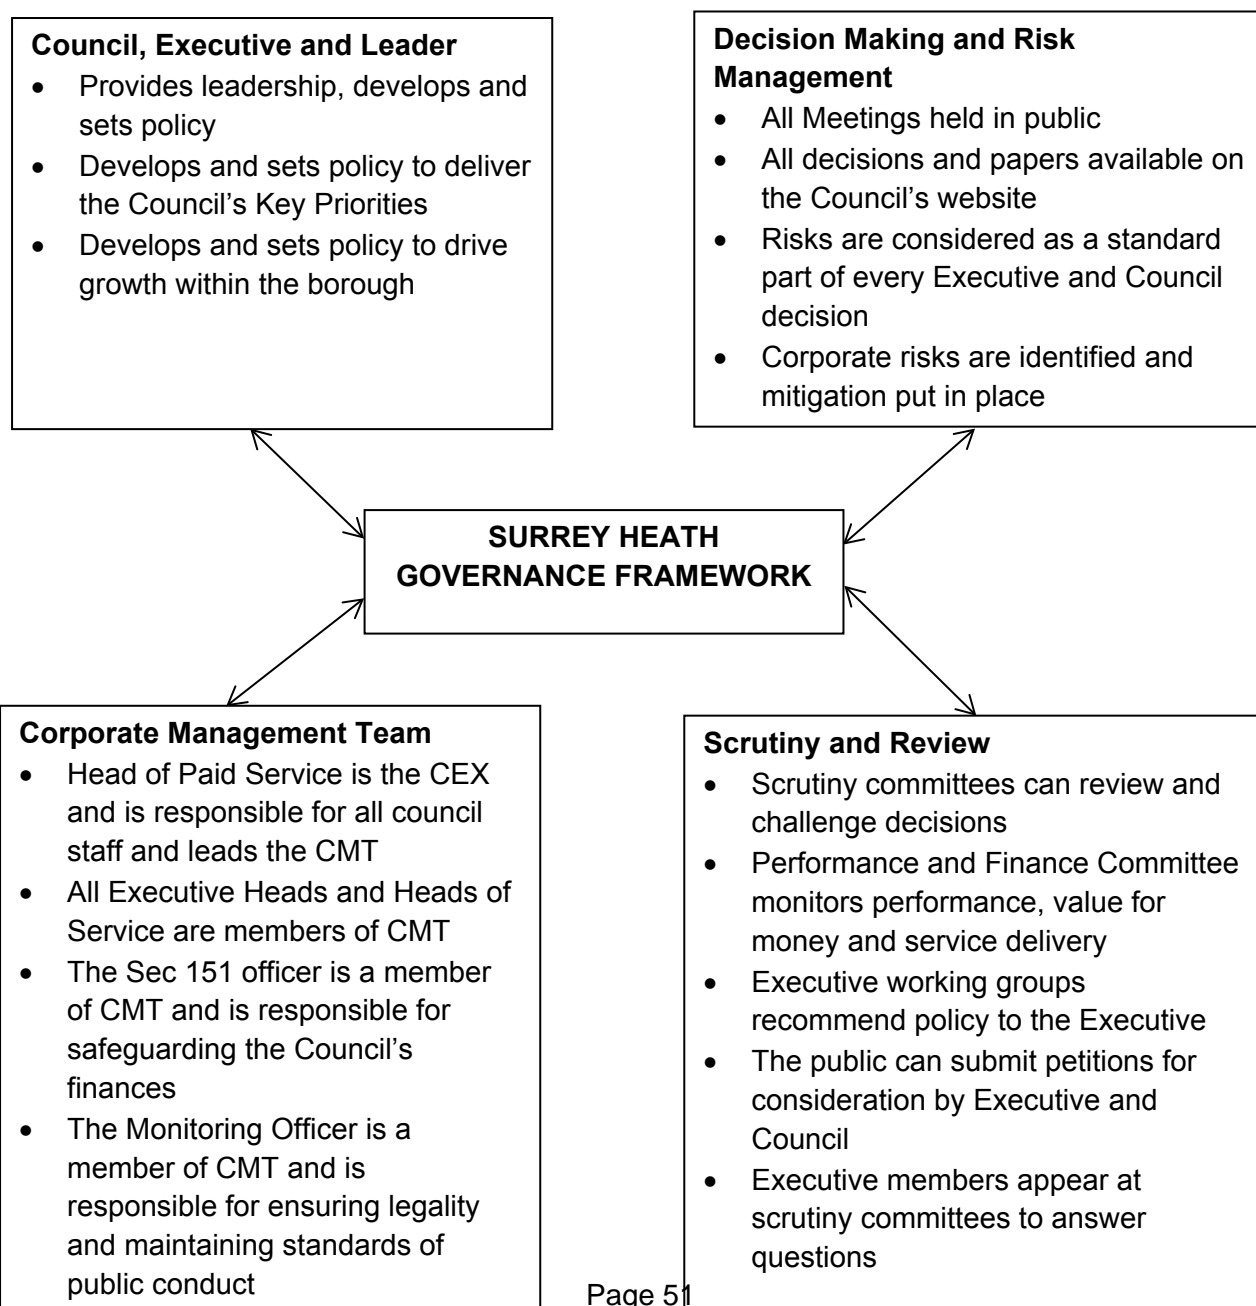 Council, Executive and Leader
• Provides leadership, develops and
sets policy
• Develops and sets policy to deliver
the Council’s Key Priorities
• Develops and sets policy to drive
growth within the borough
Decision Making and Risk
Management
• All Meetings held in public
• All decisions and papers available on
the Council’s website
• Risks are considered as a standard
part of every Executive and Council
decision
• Corporate risks are identified and
mitigation put in place
SURREY HEATH
GOVERNANCE FRAMEWORK
Corporate Management Team
• Head of Paid Service is the CEX
and is responsible for all council
staff and leads the CMT
• All Executive Heads and Heads of
Service are members of CMT
• The Sec 151 officer is a member
of CMT and is responsible for
safeguarding the Council’s
finances
• The Monitoring Officer is a
member of CMT and is
responsible for ensuring legality
and maintaining standards of
public conduct
Scrutiny and Review
• Scrutiny committees can review and
challenge decisions
• Performance and Finance Committee
monitors performance, value for
money and service delivery
• Executive working groups
recommend policy to the Executive
• The public can submit petitions for
consideration by Executive and
Council
• Executive members appear at
scrutiny committees to answer
questions
Page 51